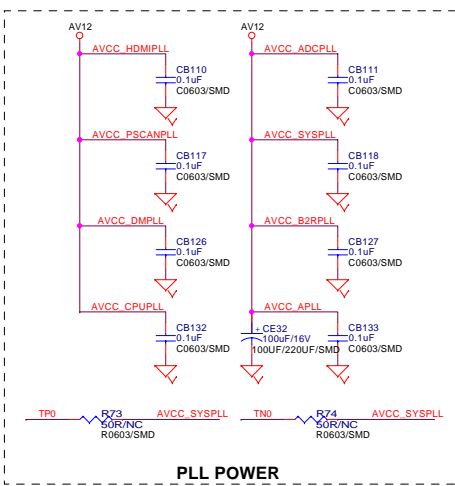 AV12 AV12
AVCC_HDMIPLL AVCC_ADCPLL
CB110 CB111
0.1uF 0.1uF
C0603/SMD C0603/SMD
AVCC_PSCANPLL AVCC_SYSPLL
CB117 CB118
0.1uF 0.1uF
C0603/SMD C0603/SMD
AVCC_DMPLL AVCC_B2RPLL
CB126 CB127
0.1uF 0.1uF
C0603/SMD C0603/SMD
AVCC_CPUPLL AVCC_APLL
CB132 + CE32 CB133
0.1uF 100uF/16V 0.1uF
C0603/SMD 100UF/220UF/SMD C0603/SMD
TP0 R73 AVCC_SYSPLL TN0 R74 AVCC_SYSPLL
50R/NC 50R/NC
R0603/SMD R0603/SMD
PLL POWER